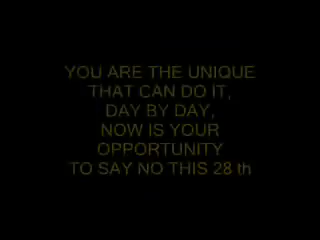 YOU ARE THE UNIQUE
THAT CAN DO IT,
DAY BY DAY,
NOW IS YOUR
OPPORTUNITY
TO SAY NO THIS 28 th